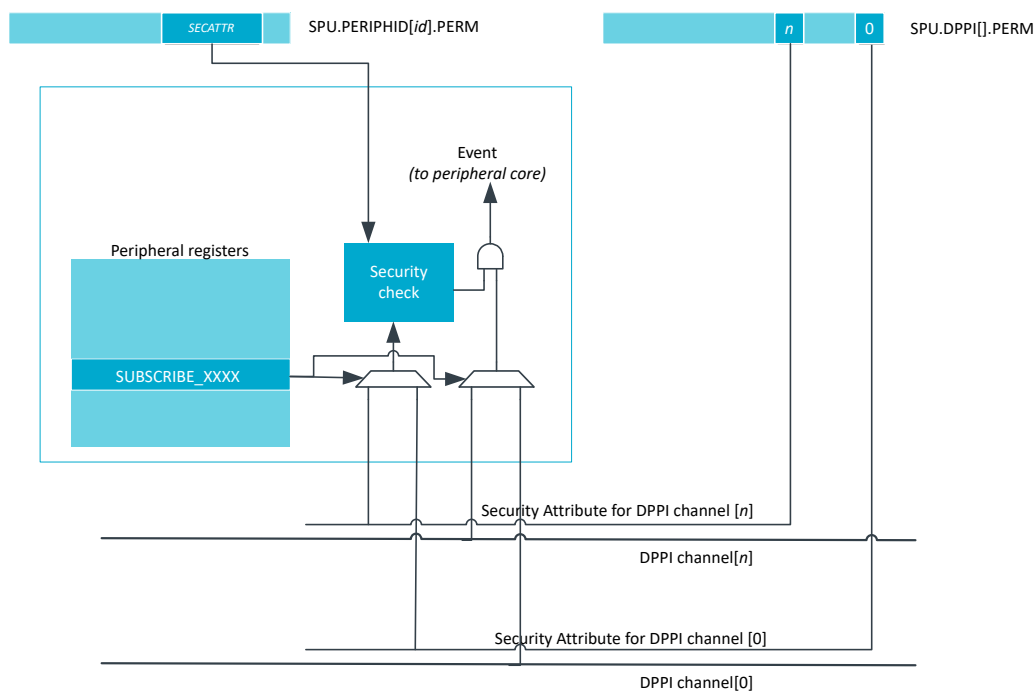 SECATTR
SPU.PERIPHID[id].PERM
n
0
SPU.DPPI[].PERM
Event
(to peripheral core)
Peripheral registers
Security
check
SUBSCRIBE_XXXX
Security Attribute for DPPI channel [n]
DPPI channel[n]
Security Attribute for DPPI channel [0]
DPPI channel[0]